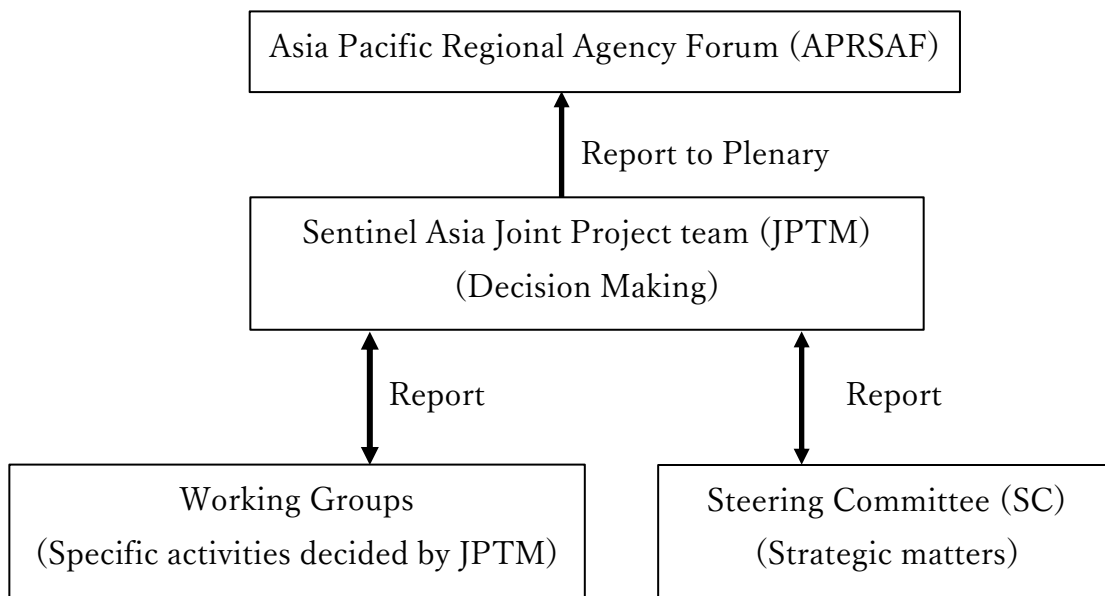 Asia Pacific Regional Agency Forum (APRSAF)
Report to Plenary
Sentinel Asia Joint Project team (JPTM)
(Decision Making)
Report
Report
Working Groups
(Specific activities decided by JPTM)
Steering Committee (SC)
(Strategic matters)